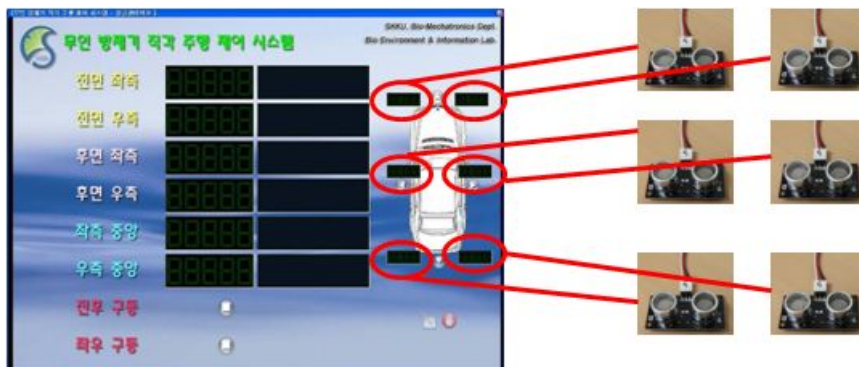 SKKU, Bio-Mechatronics Dept.
Bio Environment & Information Lab.
무인 방제기 직각 주행 제어 시스템
전면 좌측
전면 우측
후면 좌측
후면 우측
좌측 중앙
우측 중앙
전후 구동
좌우 구동